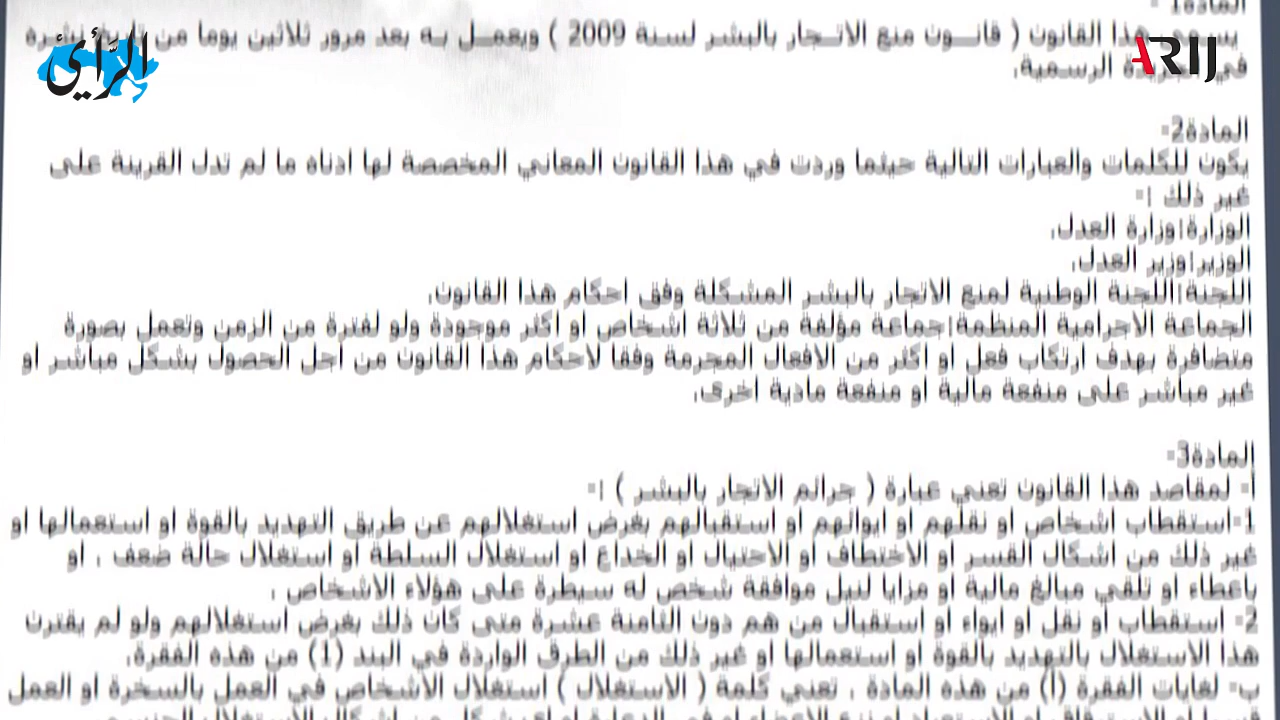 المادة1 -
يسمى هذا القانون ( قانـــون منع الاتـجار بالبشر لسنة 2009 ) ويعمـل بـه بعد مرور ثلاثين يوما من نشره
في الجريدة الرسمية.
الرأي
ARIJ
المادة2-
يكون للكلمات والعبارات التالية حيثما وردت في هذا القانون المعاني المخصصة لها ادناه ما لم تدل القرينة على
غير ذلك :-
الوزارة:وزارة العدل.
الوزير:وزير العدل.
اللجنة:اللجنة الوطنية لمنع الاتجار بالبشر المشكلة وفق احكام هذا القانون.
الجماعة الاجرامية المنظمة:جماعة مؤلفة من ثلاثة اشخاص او اكثر موجودة ولو لفترة من الزمن وتعمل بصورة
متضافرة بهدف ارتكاب فعل او اكثر من الافعال المجرمة وفقا لاحكام هذا القانون من اجل الحصول بشكل مباشر او
غير مباشر على منفعة مالية او منفعة مادية اخرى.
المادة3-
أ- لمقاصد هذا القانون تعني عبارة ( جرائم الاتجار بالبشر ) :-
1-استقطاب اشخاص او نقلهم او ايوائهم او استقبالهم بغرض استغلالهم عن طريق التهديد بالقوة او استعمالها او
غير ذلك من اشكال القسر او الاختطاف او الاحتيال او الخداع او استغلال السلطة او استغلال حالة ضعف ، او
باعطاء او تلقي مبالغ مالية او مزايا لنيل موافقة شخص له سيطرة على هؤلاء الاشخاص ،
2- استقطاب او نقل او ايواء او استقبال من هم دون الثامنة عشرة متى كان ذلك بغرض استغلالهم ولو لم يقترن
هذا الاستغلال بالتهديد بالقوة او استعمالها او غير ذلك من الطرق الواردة في البند (1) من هذه الفقرة.
ب- لغايات الفقرة (أ) من هذه المادة ، تعني كلمة ( الاستغلال ) استغلال الاشخاص في العمل بالسخرة او العمل